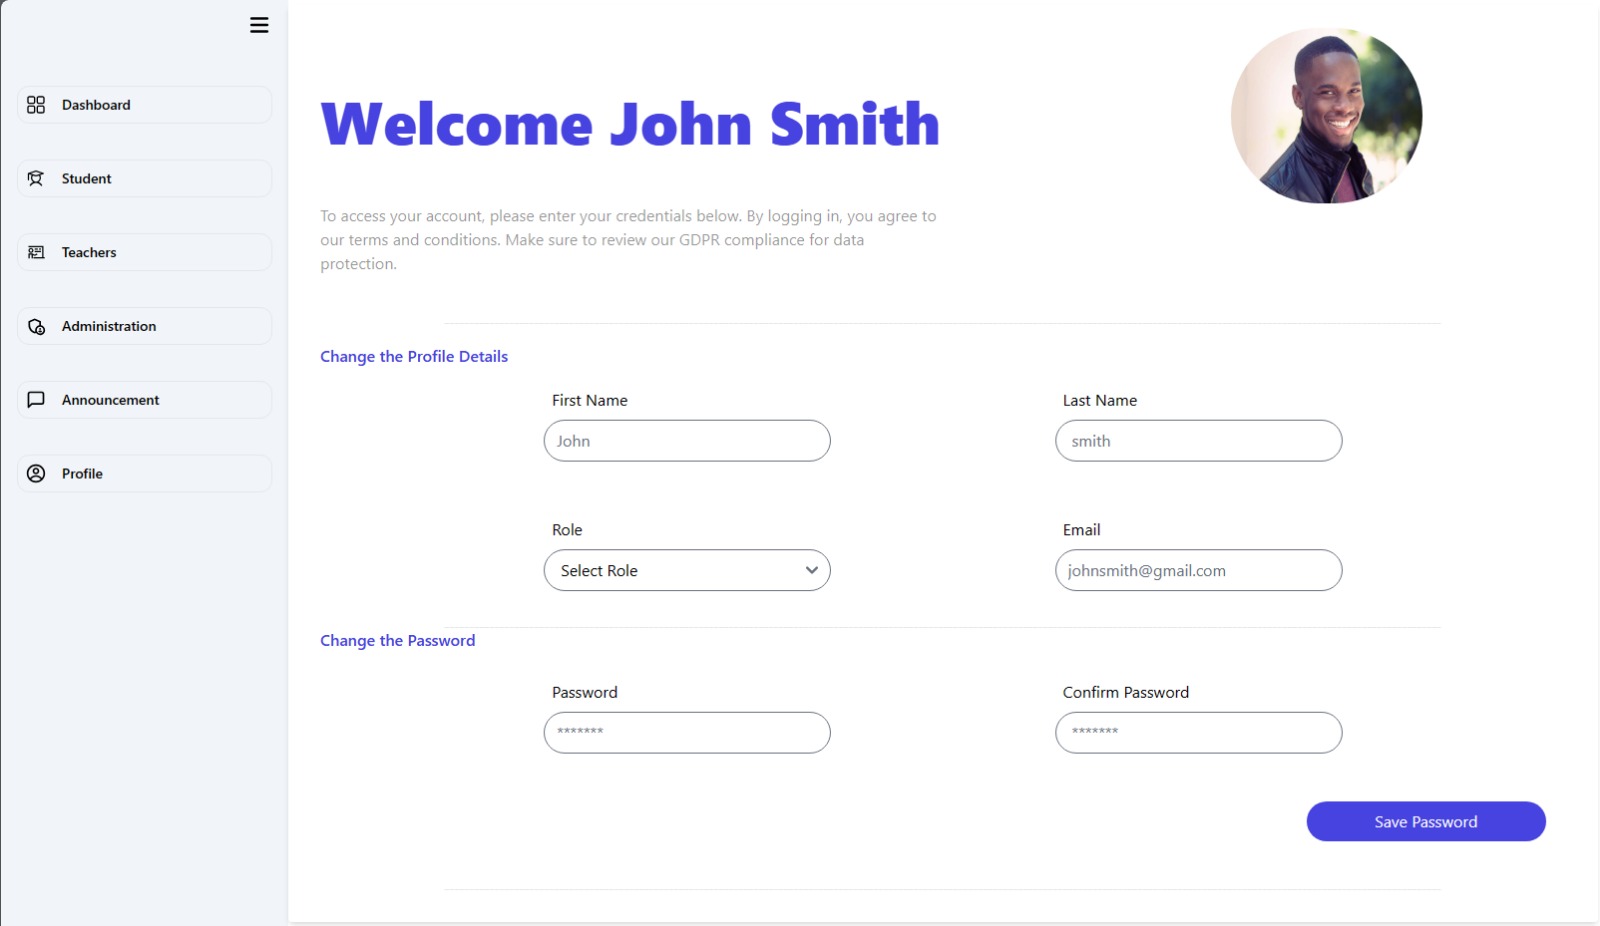 Dashboard
Student
Teachers
Administration
Announcement
Profile
Welcome John Smith
To access your account, please enter your credentials below. By logging in, you agree to
our terms and conditions. Make sure to review our GDPR compliance for data
protection.
Change the Profile Details
First Name
Last Name
John
smith
Role
Email
Select Role
johnsmith@gmail.com
Change the Password
Password
Confirm Password
*******
*******
Save Password